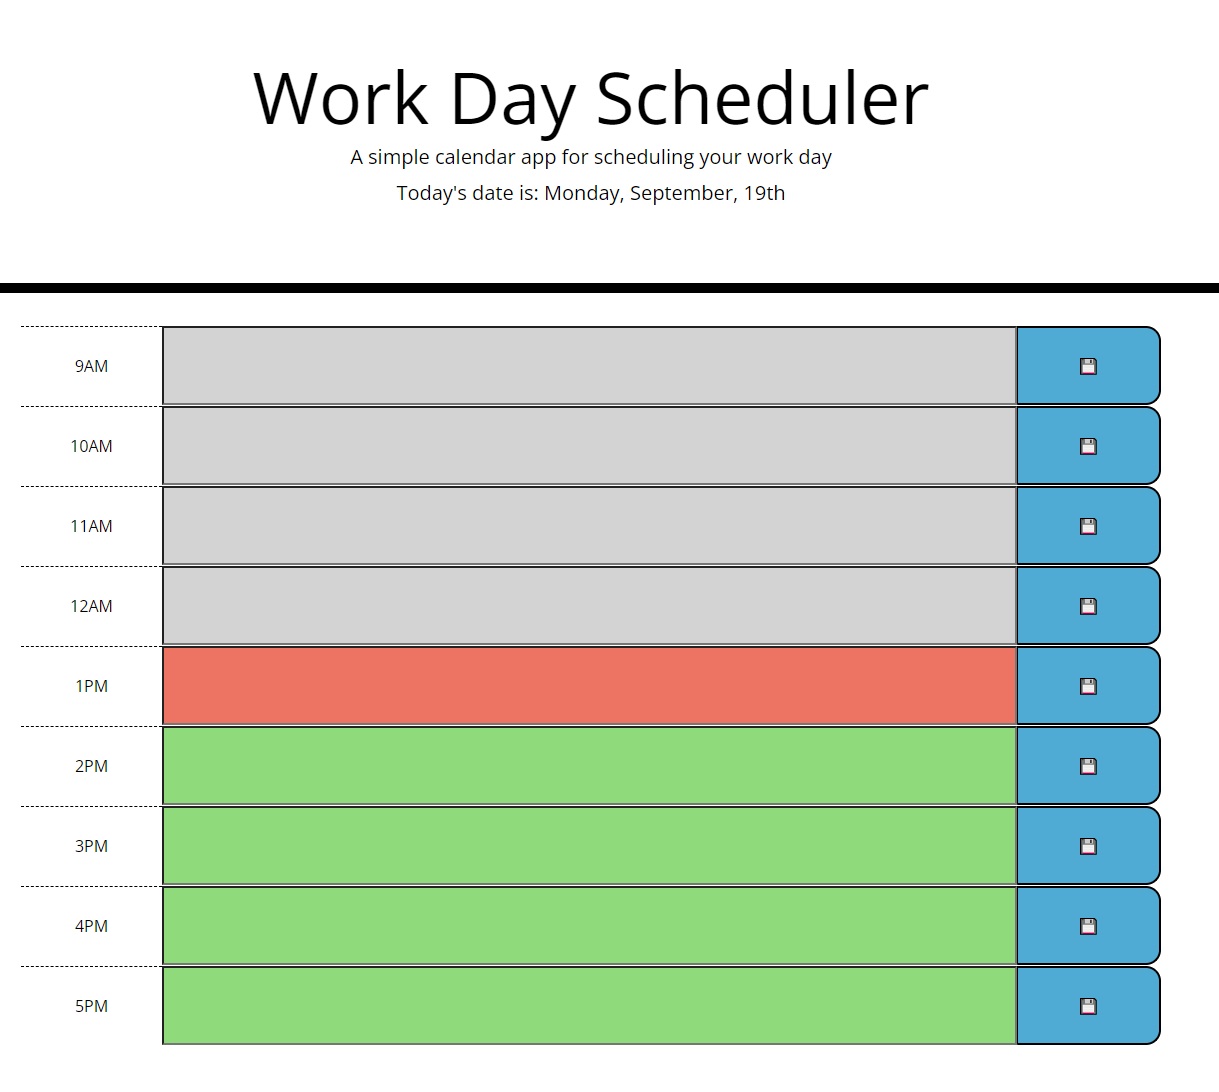 Work Day Scheduler
A simple calendar app for scheduling your work day
Today's date is: Monday, September, 19th
9AM
10AM
11AM
12AM
1PM
2PM
3PM
4PM
5PM